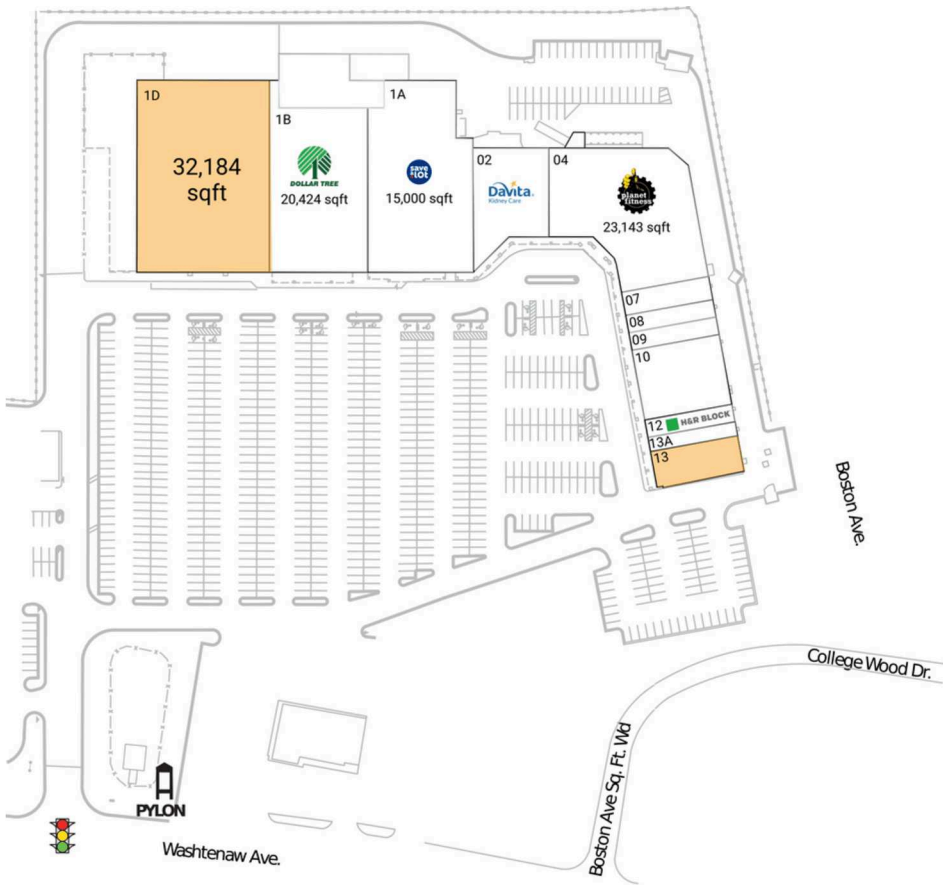 1D
32,184
sqft
1B
DOLLAR TREE
20,424 sqft
1A
save
a lot
15,000 sqft
02
DaVita.
Kidney Care
04
planet
fitness
23,143 sqft
07
08
09
10
12 H&R BLOCK
13A
13
Boston Ave.
College Wood Dr.
Boston Ave Sq. Ft. Wd
PYLON
Washtenaw Ave.